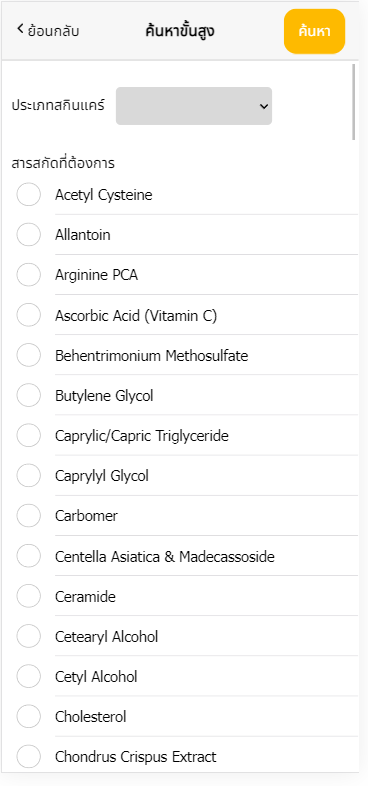 ย้อนกลับ ค้นหาขั้นสูง ค้นหา
ประเภทสกินแคร์
สารสกัดที่ต้องการ
Acetyl Cysteine
Allantoin
Arginine PCA
Ascorbic Acid (Vitamin C)
Behentrimonium Methosulfate
Butylene Glycol
Caprylic/Capric Triglyceride
Caprylyl Glycol
Carbomer
Centella Asiatica & Madecassoside
Ceramide
Cetearyl Alcohol
Cetyl Alcohol
Cholesterol
Chondrus Crispus Extract